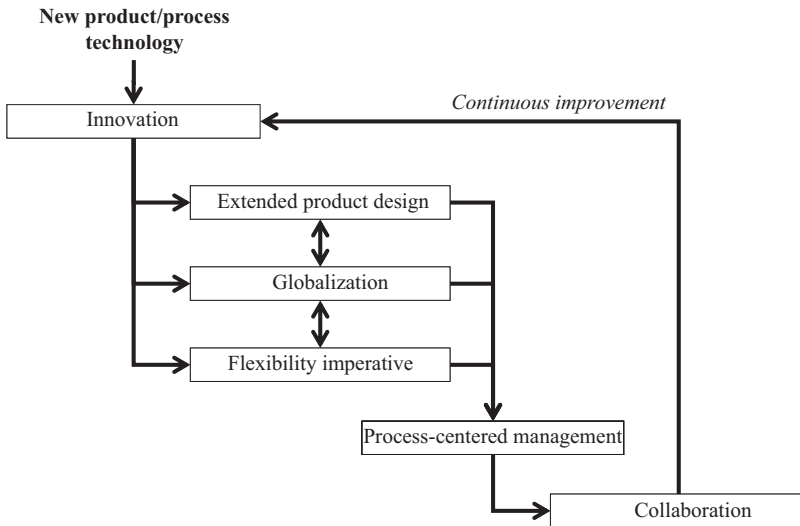 New product/process
technology
Continuous improvement
Innovation
Extended product design
Globalization
Flexibility imperative
Process-centered management
Collaboration